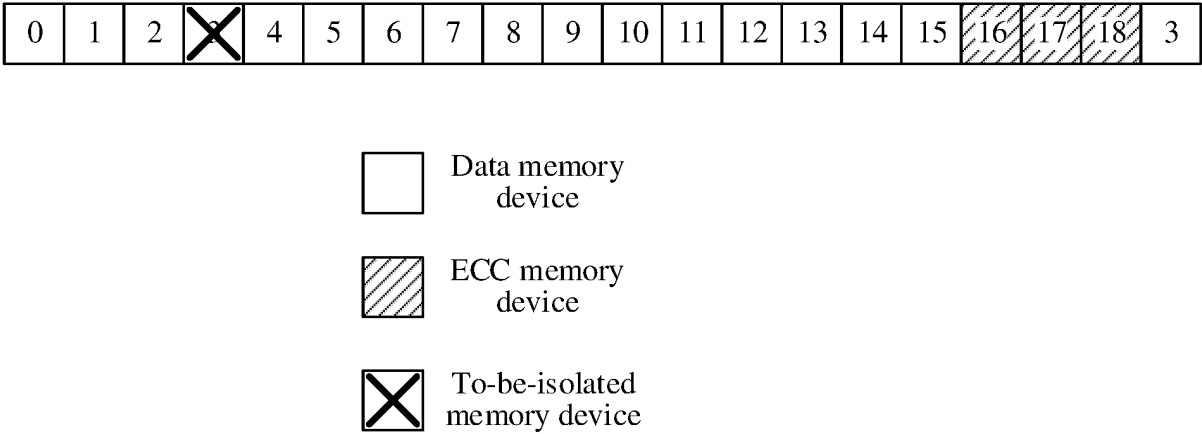 0 1 2 3 4 5 6 7 8 9 10 11 12 13 14 15 16 17 18 3
Data memory
device
ECC memory
device
To-be-isolated
memory device